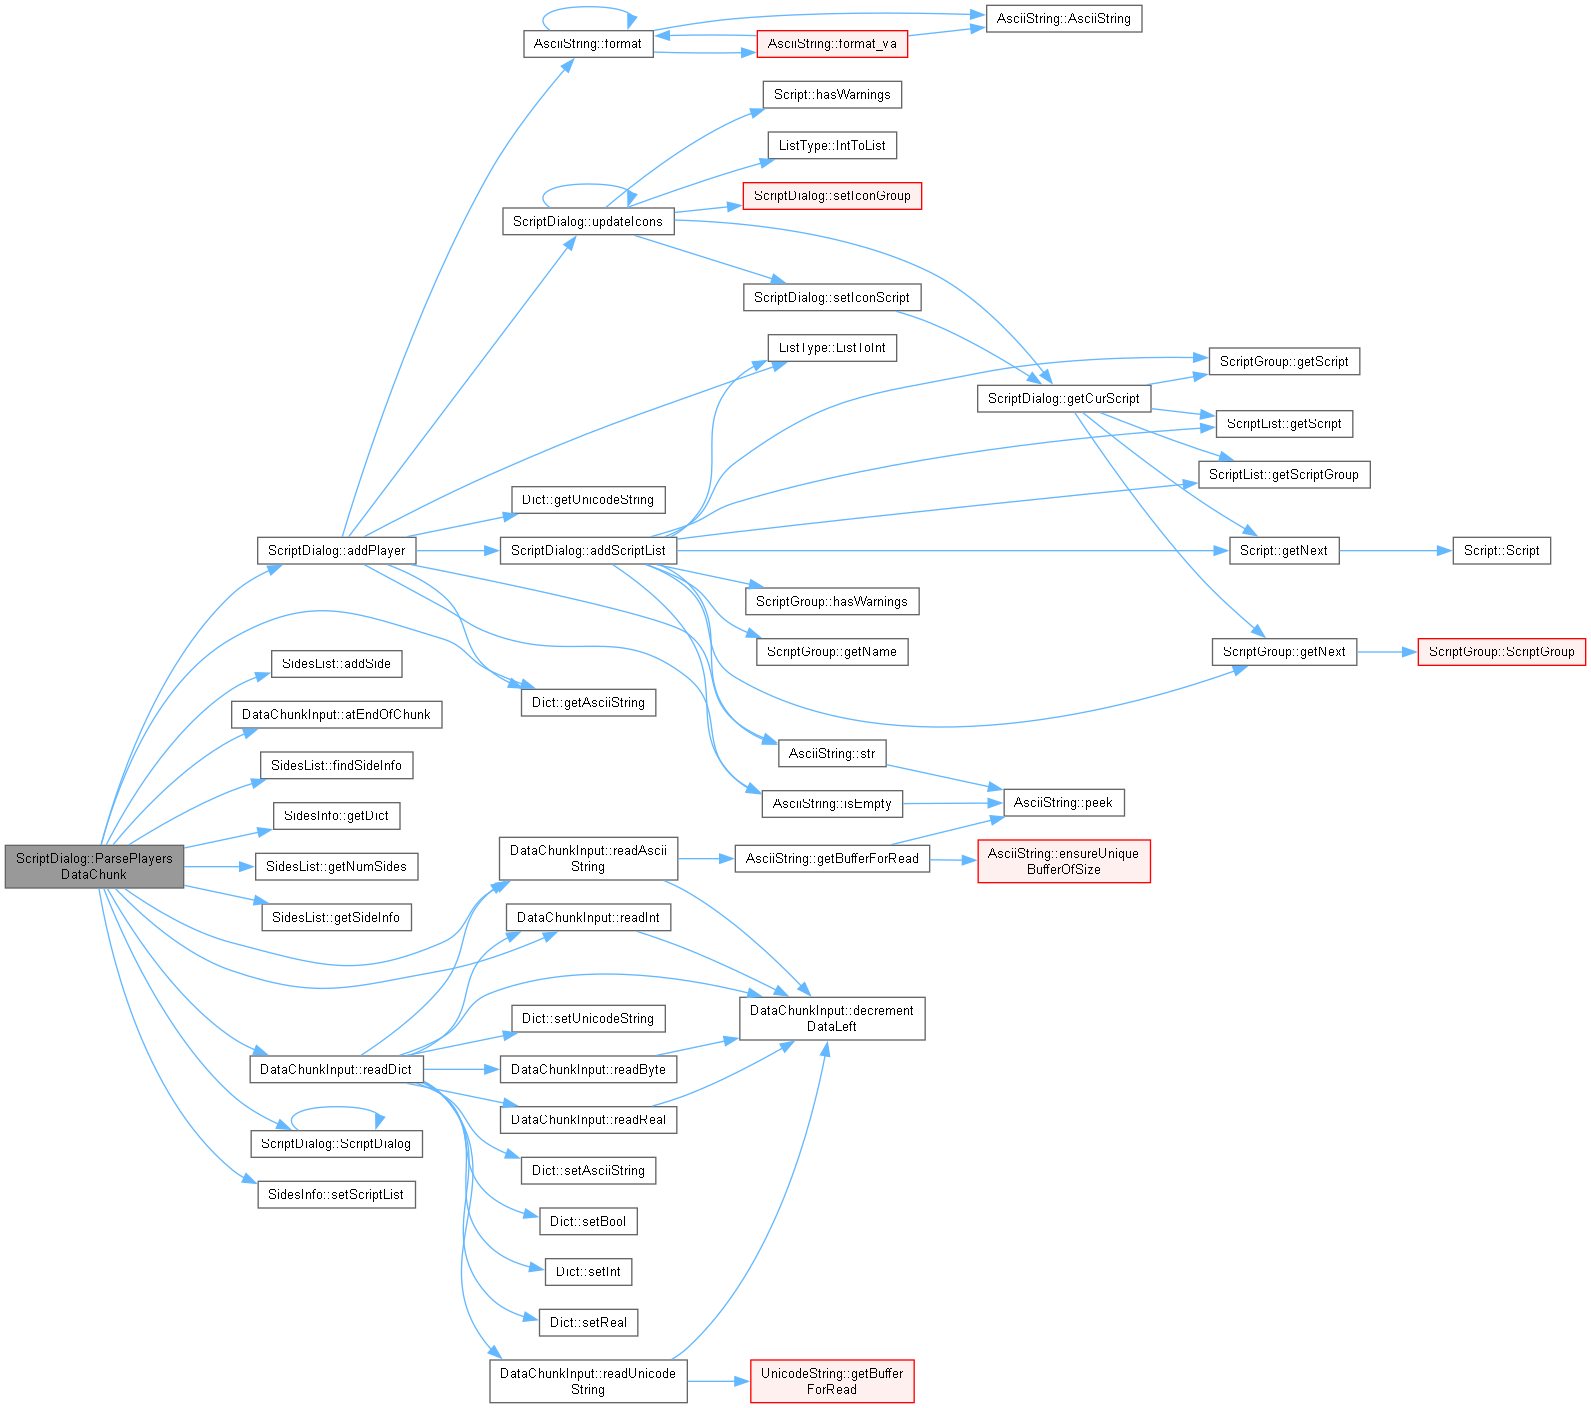 AsciiString::AsciiString
AsciiString::format
AsciiString::format_va
Script::hasWarnings
ListType::IntToList
ScriptDialog::setIconGroup
ScriptDialog::updateIcons
ScriptDialog::setIconScript
ListType::ListToInt
ScriptGroup::getScript
ScriptDialog::getCurScript
ScriptList::getScript
ScriptList::getScriptGroup
Dict::getUnicodeString
ScriptDialog::addPlayer
ScriptDialog::addScriptList
Script::getNext
Script::Script
ScriptGroup::hasWarnings
ScriptGroup::getName
ScriptGroup::getNext
ScriptGroup::ScriptGroup
SidesList::addSide
Dict::getAsciiString
DataChunkInput::atEndOfChunk
AsciiString::str
SidesList::findSideInfo
AsciiString::isEmpty
AsciiString::peek
SidesInfo::getDict
ScriptDialog::ParsePlayers
DataChunk
SidesList::getNumSides
DataChunkInput::readAscii
String
AsciiString::getBufferForRead
AsciiString::ensureUnique
BufferOfSize
SidesList::getSideInfo
DataChunkInput::readInt
DataChunkInput::decrement
DataLeft
Dict::setUnicodeString
DataChunkInput::readDict
DataChunkInput::readByte
DataChunkInput::readReal
ScriptDialog::ScriptDialog
Dict::setAsciiString
SidesInfo::setScriptList
Dict::setBool
Dict::setInt
Dict::setReal
DataChunkInput::readUnicode
String
UnicodeString::getBuffer
ForRead